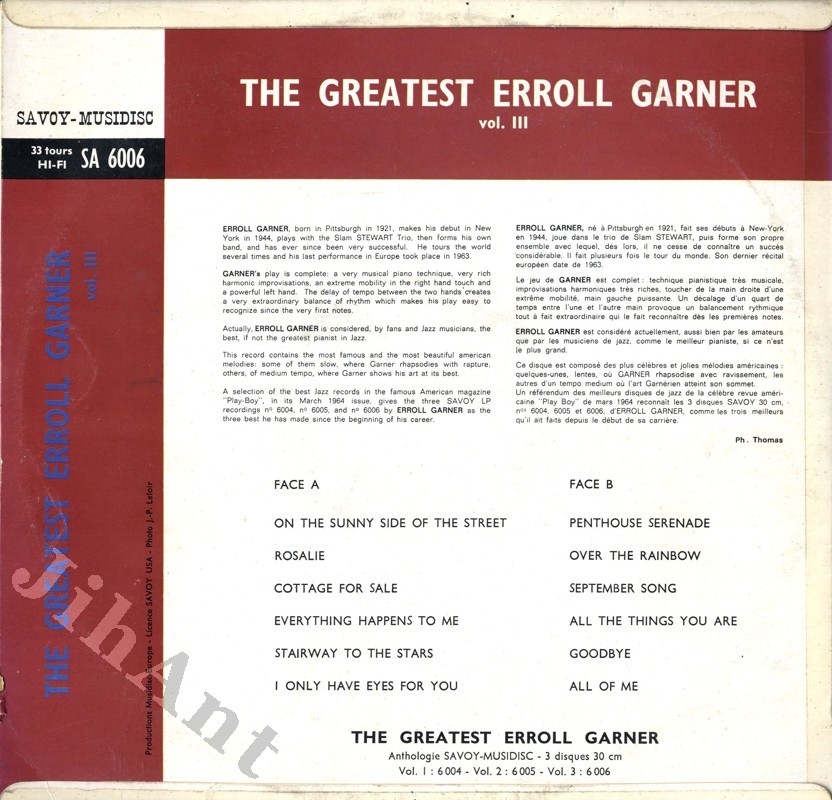 THE GREATEST ERROLL GARNER
vol. III
SAVOY-MUSIDISC
33 tours
HI-FI
SA 6006
THE GREATEST ERROLL GARNER
vol. III
Productions Musidisc-Europe - Licence SAVOY USA - Photo J.-P. Leloir
ERROLL GARNER, born in Pittsburgh in 1921, makes his debut in New
York in 1944, plays with the Slam STEWART Trio, then forms his own
band, and has ever since been very successful. He tours the world
several times and his last performance in Europe took place in 1963.
GARNER's play is complete: a very musical piano technique, very rich
harmonic improvisations, an extreme mobility in the right hand touch and
a powerful left hand. The delay of tempo between the two hands creates
a very extraordinary balance of rhythm which makes his play easy to
recognize since the very first notes.
Actually, ERROLL GARNER is considered, by fans and Jazz musicians, the
best, if not the greatest pianist in Jazz.
This record contains the most famous and the most beautiful american
melodies: some of them slow, where Garner rhapsodies with rapture,
others, of medium tempo, where Garner shows his art at its best.
A selection of the best Jazz records in the famous American magazine
"Play-Boy", in its March 1964 issue, gives the three SAVOY LP
recordings nº 6004, nº 6005, and nº 6006 by ERROLL GARNER as the
three best he has made since the beginning of his career.
ERROLL GARNER, né à Pittsburgh en 1921, fait ses débuts à New-York
en 1944, joue dans le trio de Slam STEWART, puis forme son propre
ensemble avec lequel, dès lors, il ne cesse de connaître un succès
considérable. Il fait plusieurs fois le tour du monde. Son dernier récital
européen date de 1963.
Le jeu de GARNER est complet : technique pianistique très musicale,
improvisations harmoniques très riches, toucher de la main droite d'une
extrême mobilité, main gauche puissante. Un décalage d'un quart de
temps entre l'une et l'autre main provoque un balancement rythmique
tout à fait extraordinaire qui le fait reconnaître dès les premières notes.
ERROLL GARNER est considéré actuellement, aussi bien par les amateurs
que par les musiciens de jazz, comme le meilleur pianiste, si ce n'est
le plus grand.
Ce disque est composé des plus célèbres et jolies mélodies américaines :
quelques-unes, lentes, où GARNER rhapsodise avec ravissement, les
autres d'un tempo medium où l'art Garnérien atteint son sommet.
Un référendum des meilleurs disques de jazz de la célèbre revue améri-
caine "Play Boy" de mars 1964 reconnaît les 3 disques SAVOY 30 cm,
nos 6004, 6005 et 6006, d'ERROLL GARNER, comme les trois meilleurs
qu'il ait faits depuis le début de sa carrière.
Ph. Thomas
FACE A
ON THE SUNNY SIDE OF THE STREET
ROSALIE
COTTAGE FOR SALE
EVERYTHING HAPPENS TO ME
STAIRWAY TO THE STARS
I ONLY HAVE EYES FOR YOU
FACE B
PENTHOUSE SERENADE
OVER THE RAINBOW
SEPTEMBER SONG
ALL THE THINGS YOU ARE
GOODBYE
ALL OF ME
THE GREATEST ERROLL GARNER
Anthologie SAVOY-MUSIDISC - 3 disques 30 cm
Vol. 1 : 6004 - Vol. 2 : 6005 - Vol. 3 : 6006
JihAnt